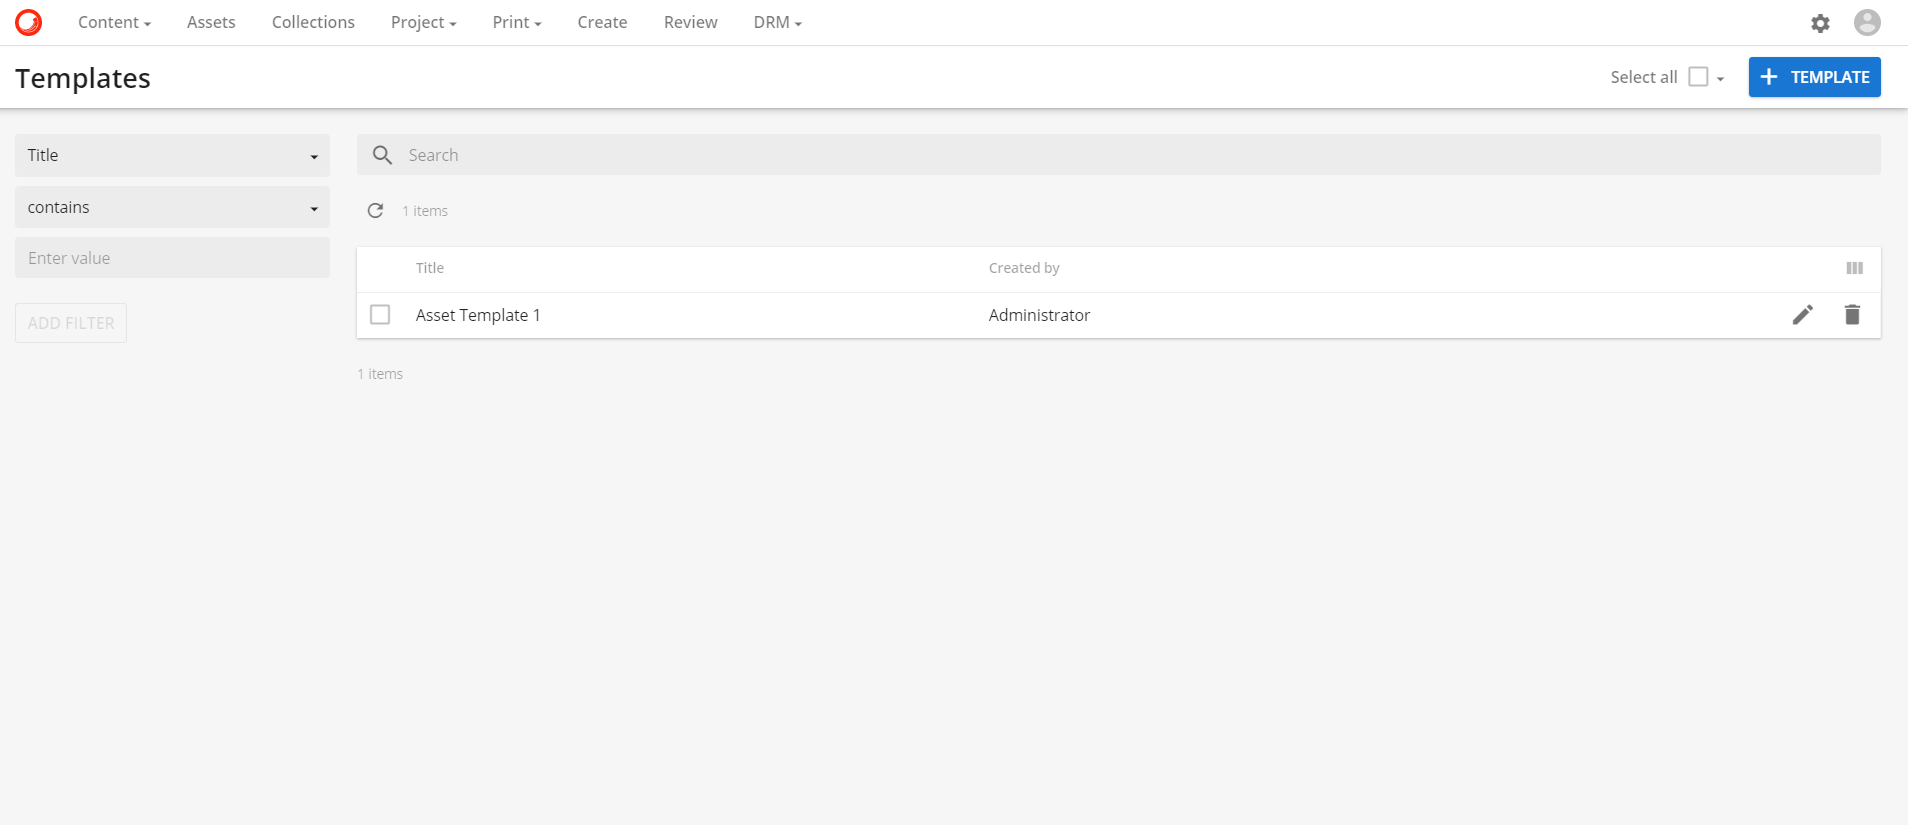 Content Assets Collections Project Print Create Review DRM
Templates
Select all
TEMPLATE
Title
contains
Enter value
ADD FILTER
Search
1 items
Title Created by
Asset Template 1 Administrator
1 items